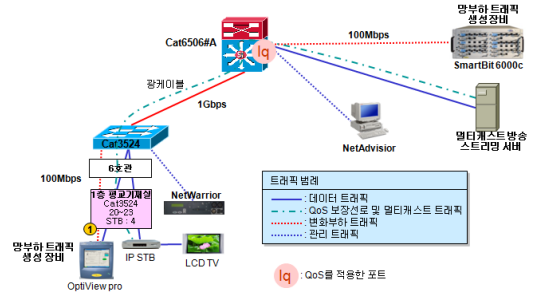 망부하 트래픽
생성장비
Cat6506#A
Iq
100Mbps
SmartBit 6000c
광케이블
1Gbps
멀티캐스트 방송
스트리밍 서버
NetAdvisior
Cat3524
6호관
100Mbps
1층 평교기재실
Cat3524
20~23
STB : 4
NetWarrior
1
망부하 트래픽
생성 장비
OptiView pro
IP STB
LCD TV
트래픽 범례
: 데이터 트래픽
: QoS 보장선로 및 멀티캐스트 트래픽
: 변화부하 트래픽
: 관리 트래픽
Iq : QoS를 적용한 포트